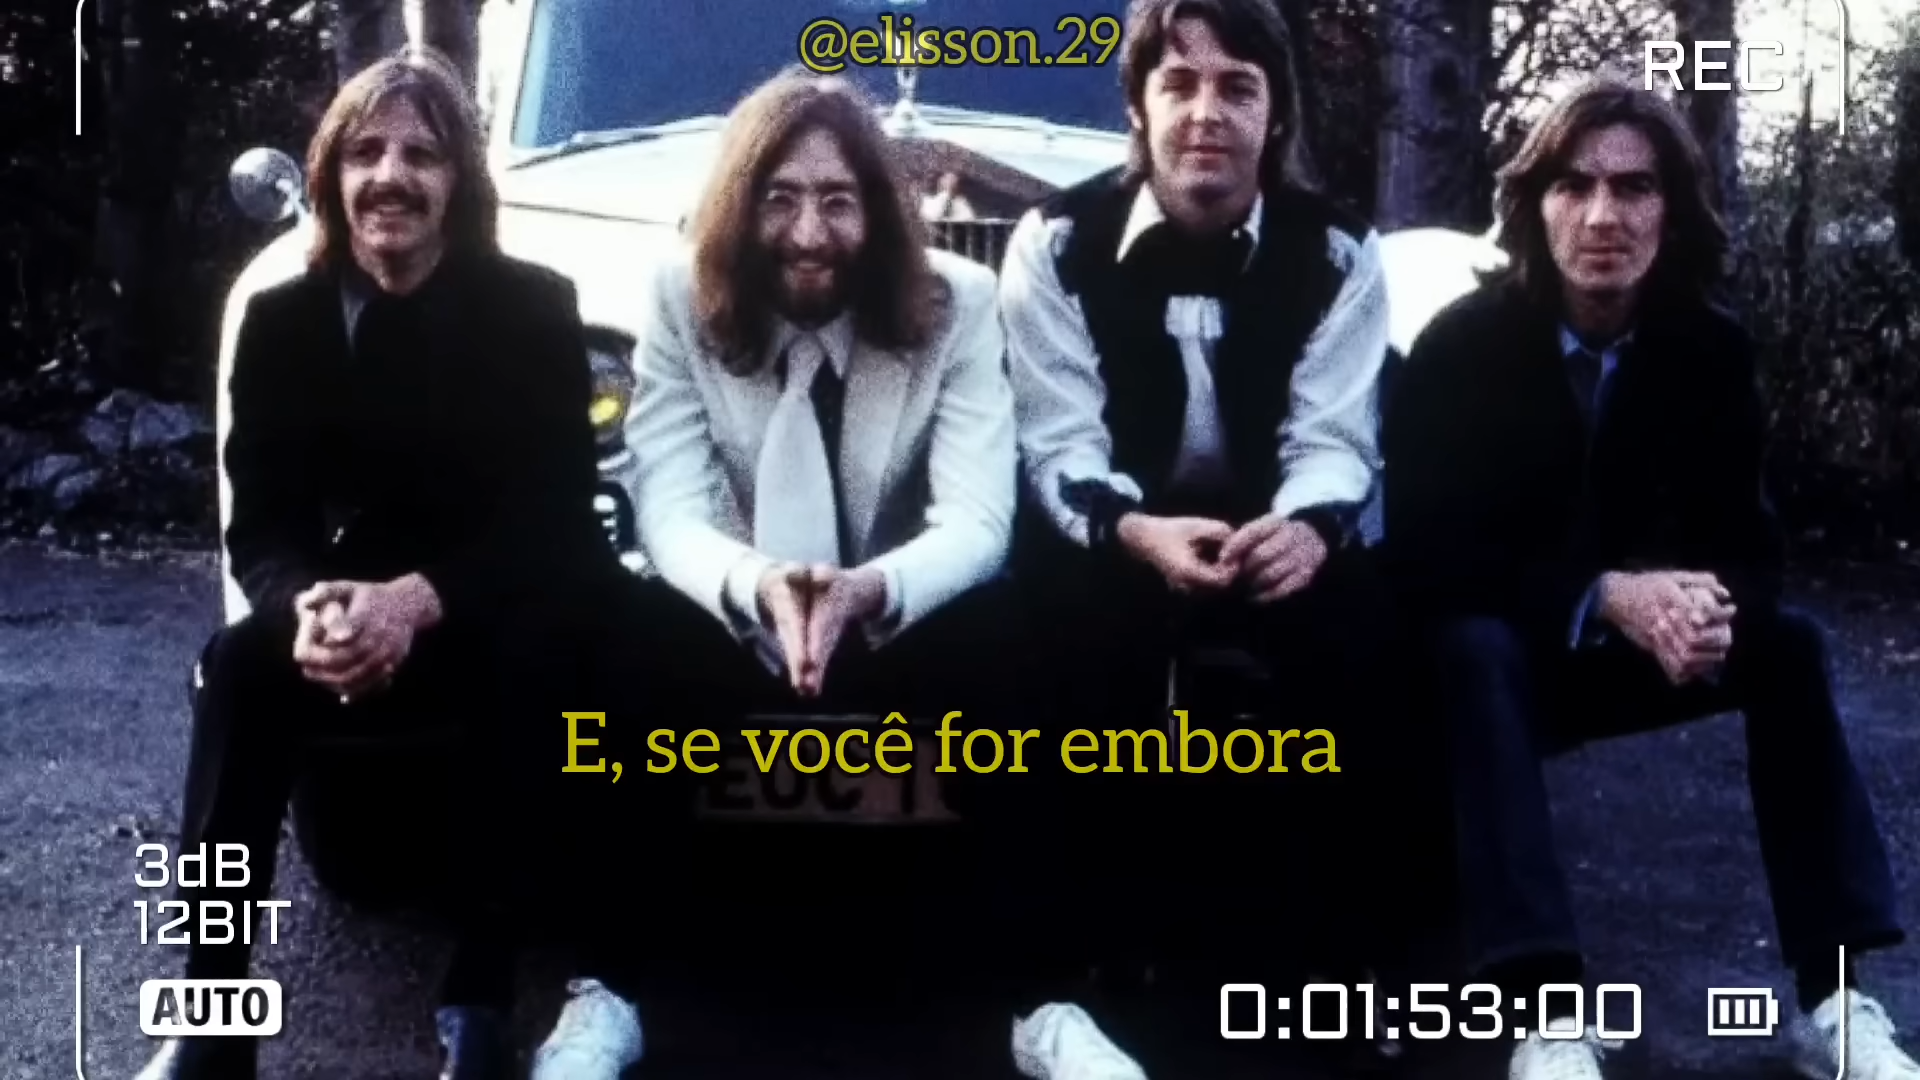 @elisson.29
REC
E, se você for embora
3dB
12BIT
AUTO
0:01:53:00